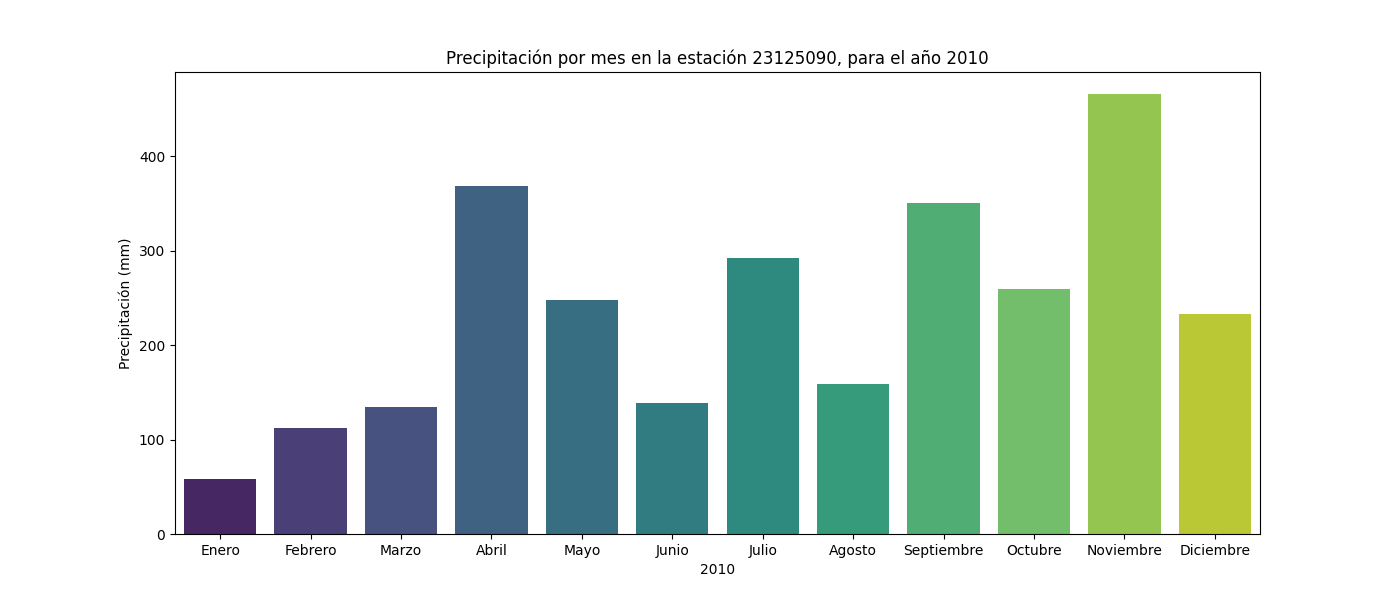 Precipitación por mes en la estación 23125090, para el año 2010
Precipitación (mm)
400
300
200
100
0
Enero Febrero Marzo Abril Mayo Junio Julio Agosto Septiembre Octubre Noviembre Diciembre
2010